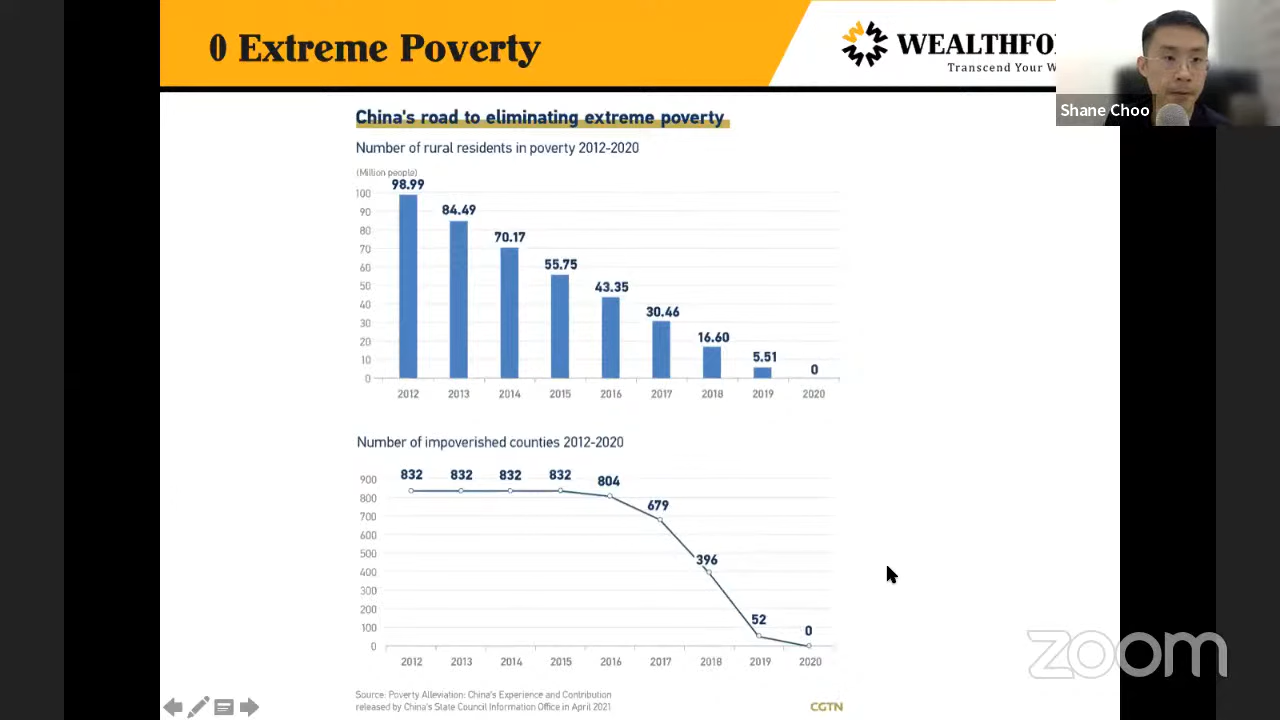 0 Extreme Poverty
WEALTHFO
Transcend Your W
Shane Choo
China's road to eliminating extreme poverty
Number of rural residents in poverty 2012-2020
(Million people)
100
90
80
70
60
50
40
30
20
10
0
98.99
84.49
70.17
55.75
43.35
30.46
16.60
5.51
0
2012 2013 2014 2015 2016 2017 2018 2019 2020
Number of impoverished counties 2012-2020
900
800
700
600
500
400
300
200
100
0
832 832 832 832 804 679 396 52 0
2012 2013 2014 2015 2016 2017 2018 2019 2020
Source: Poverty Alleviation: China's Experience and Contribution
released by China's State Council Information Office in April 2021
CGTN
zoom